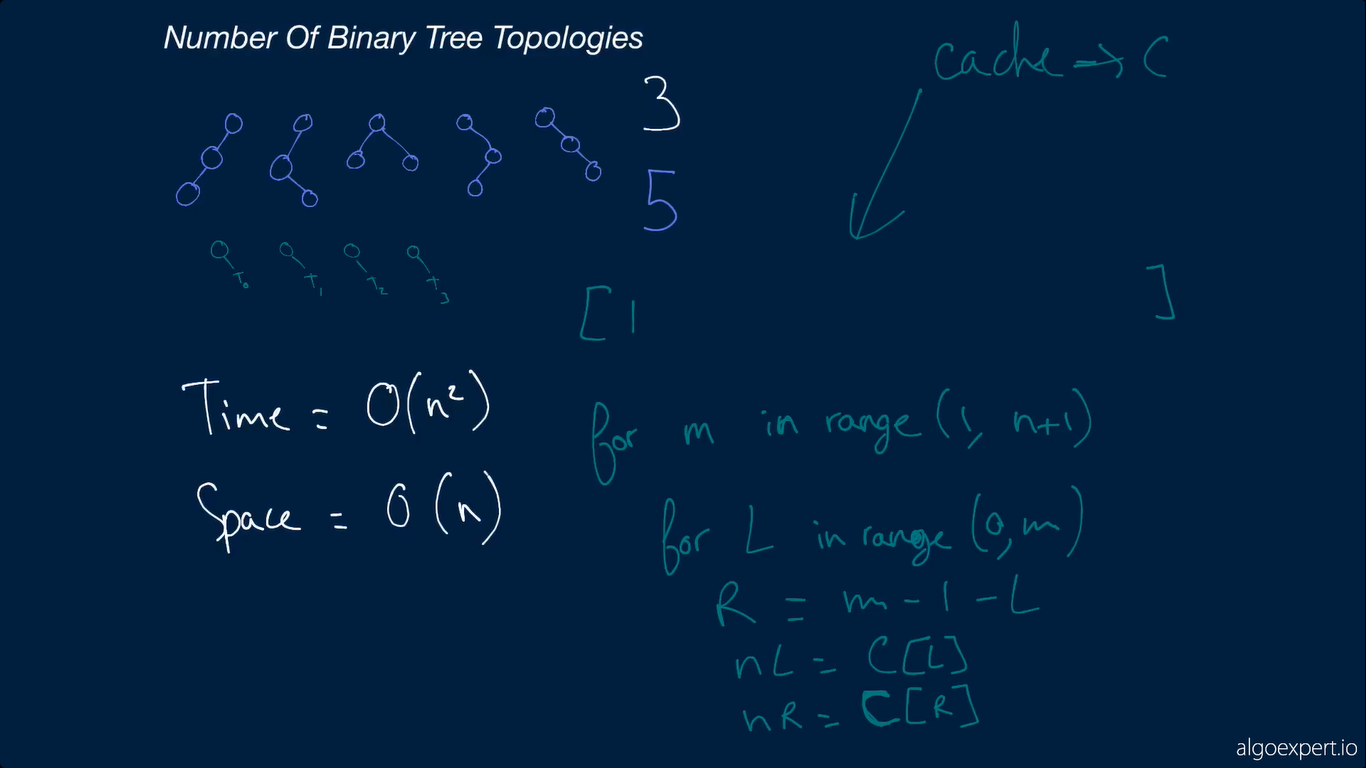 Number Of Binary Tree Topologies
cache → C
3
5
T0 T1 T2 T3
[1 ]
Time = O(n²)
Space = O(n)
for m in range (1, n+1)
for L in range (0, m)
R = m - 1 - L
nL = C[L]
nR = C[R]
algoexpert.io